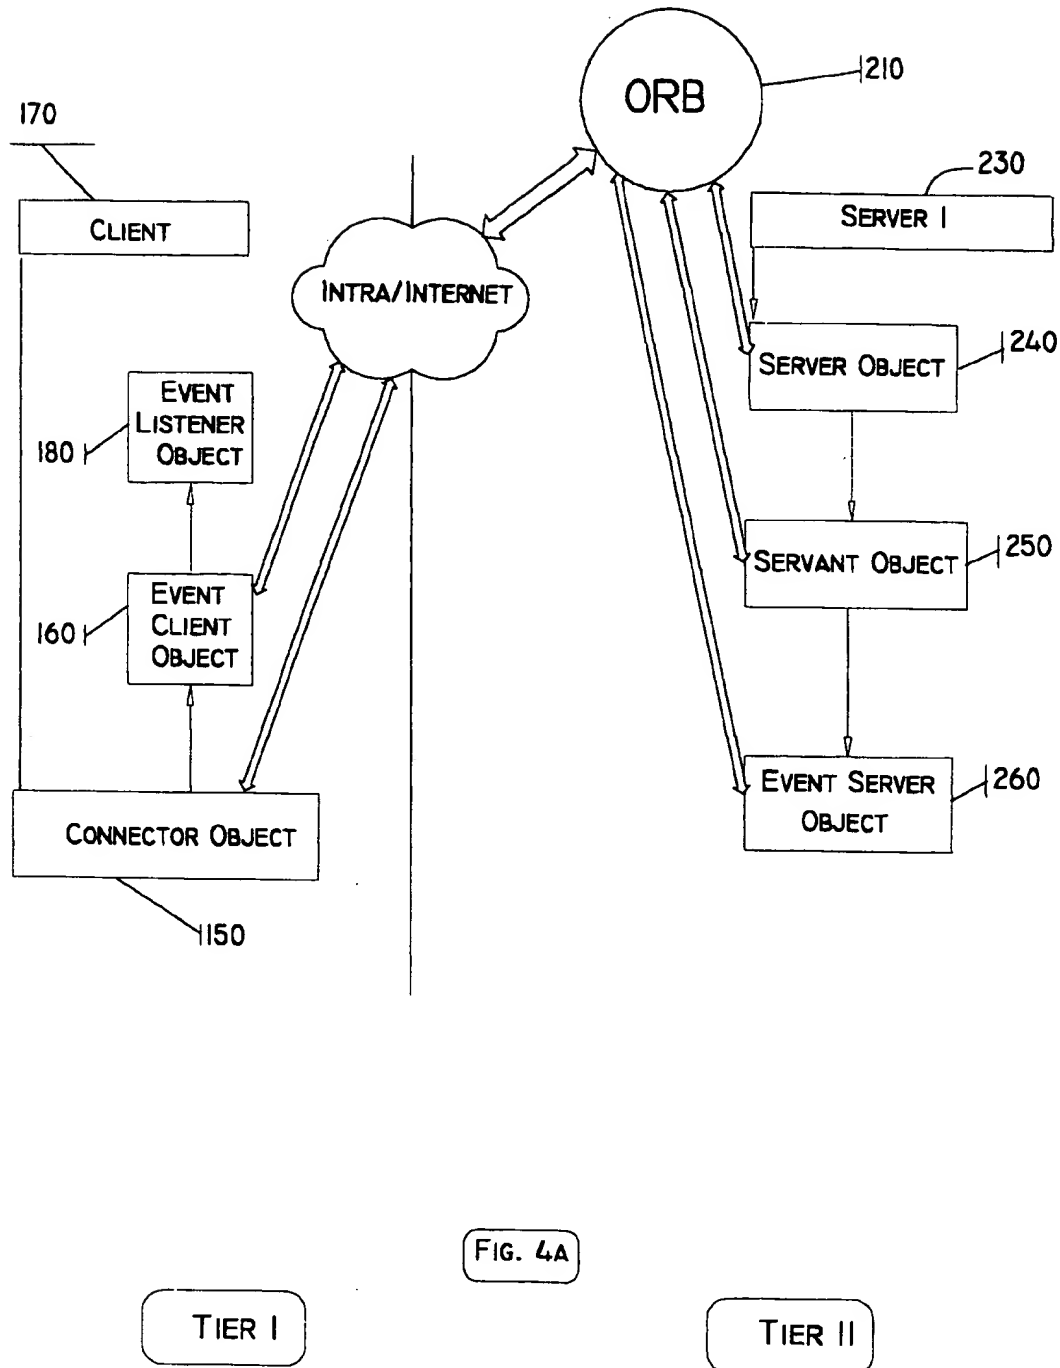 ORB
210
170
230
CLIENT
SERVER 1
INTRA/INTERNET
240
SERVER OBJECT
EVENT
LISTENER
OBJECT
180
250
SERVANT OBJECT
EVENT
CLIENT
OBJECT
160
EVENT SERVER
OBJECT
260
CONNECTOR OBJECT
150
FIG. 4A
TIER I
TIER II